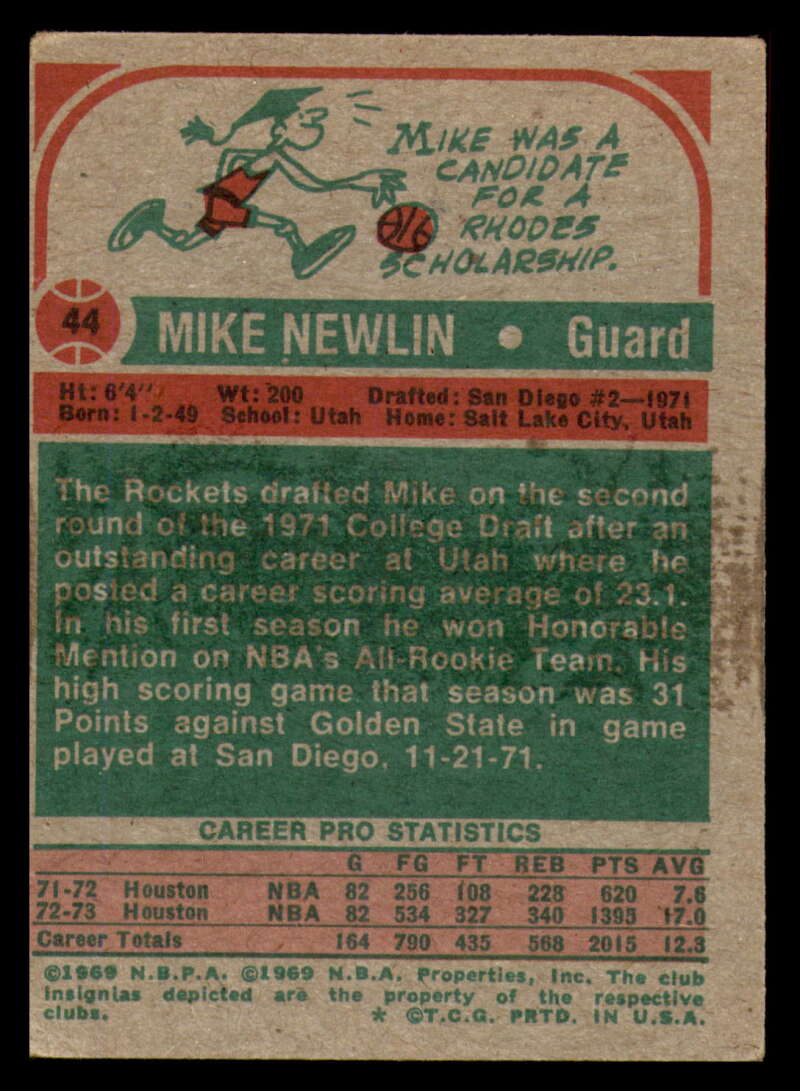 MIKE WAS A
CANDIDATE
FOR A
RHODES
SCHOLARSHIP.
44 MIKE NEWLIN • Guard
Ht: 6'4" Wt: 200 Drafted: San Diego #2—1971
Born: 1-2-49 School: Utah Home: Salt Lake City, Utah
The Rockets drafted Mike on the second
round of the 1971 College Draft after an
outstanding career at Utah where he
posted a career scoring average of 23.1.
In his first season he won Honorable
Mention on NBA's All-Rookie Team. His
high scoring game that season was 31
Points against Golden State in game
played at San Diego, 11-21-71.
CAREER PRO STATISTICS
G FG FT REB PTS AVG
71-72 Houston NBA 82 256 108 228 620 7.6
72-73 Houston NBA 82 534 327 340 1395 17.0
Career Totals 164 790 435 568 2015 12.3
©1969 N.B.P.A. ©1969 N.B.A. Properties, Inc. The club
insignias depicted are the property of the respective
clubs. * ©T.C.G. PRTD. IN U.S.A.